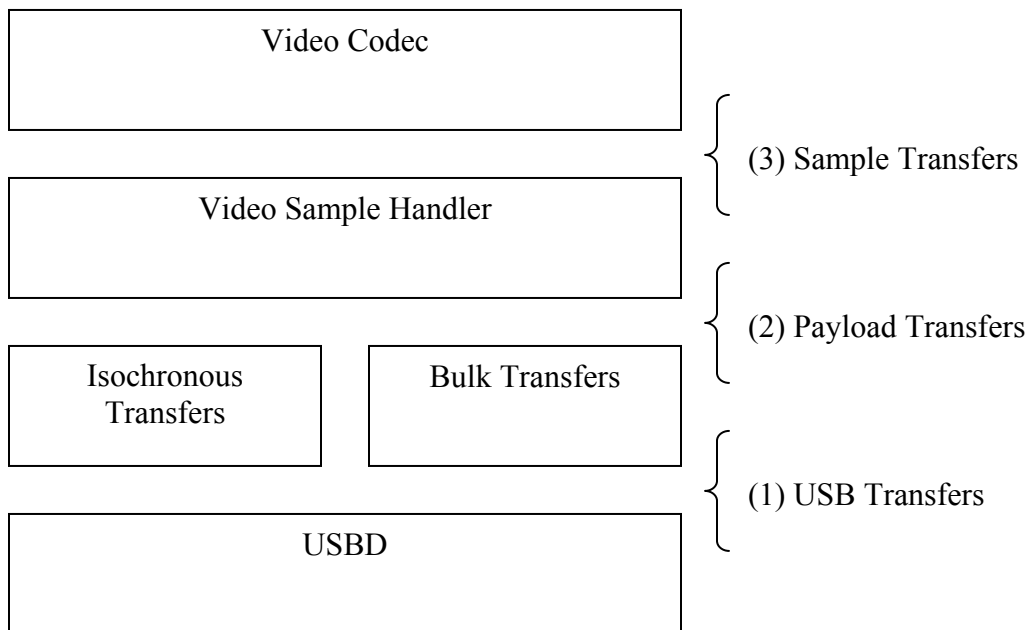 Video Codec
(3) Sample Transfers
Video Sample Handler
(2) Payload Transfers
Isochronous
Transfers
Bulk Transfers
(1) USB Transfers
USBD